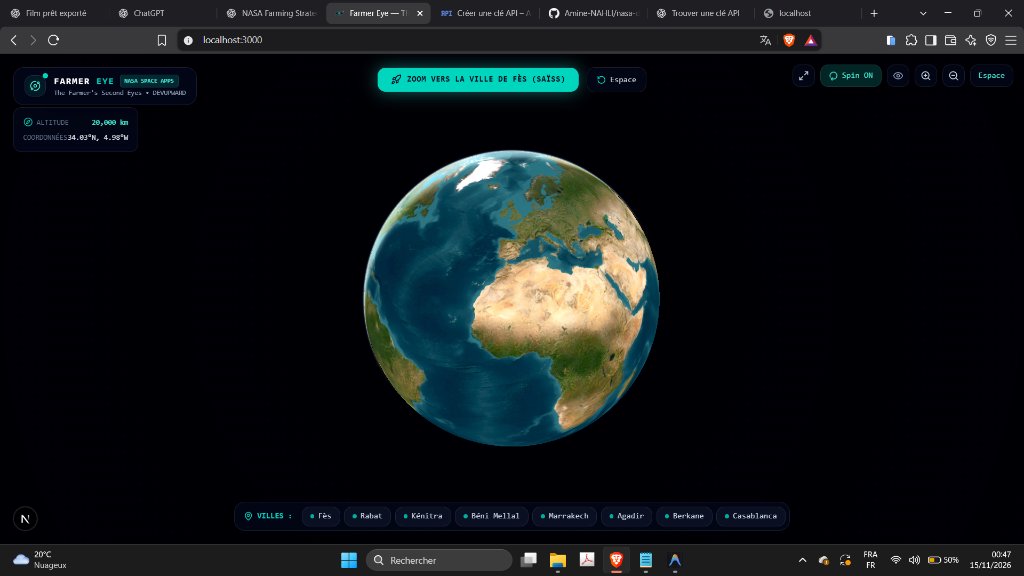 Film prêt exporté
ChatGPT
NASA Farming Strate
Farmer Eye — Th
API Créer une clé API – A
Amine-NAHLI/nasa-d
Trouver une clé API
localhost
localhost:3000
FARMER EYE NASA SPACE APPS
The Farmer's Second Eyes • DEVUPWARD
ZOOM VERS LA VILLE DE FÈS (SAÏSS)
Espace
Spin ON
Espace
ALTITUDE 20,000 km
COORDONNÉES 34.03°N, 4.98°W
N
VILLES :
Fès
Rabat
Kénitra
Béni Mellal
Marrakech
Agadir
Berkane
Casablanca
20°C
Nuageux
Rechercher
FRA
FR
50%
00:47
15/11/2026